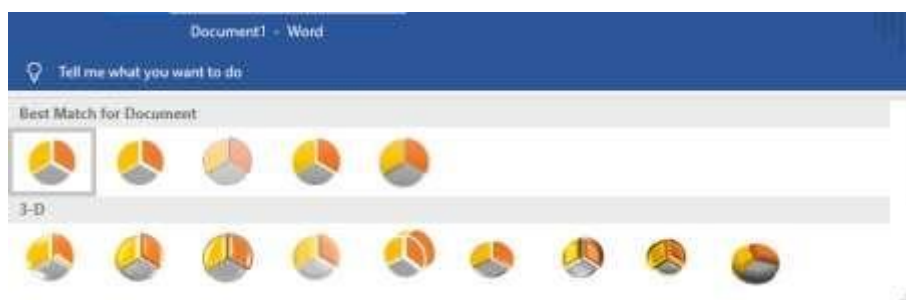 Document1 - Word
Tell me what you want to do
Best Match for Document
3-D